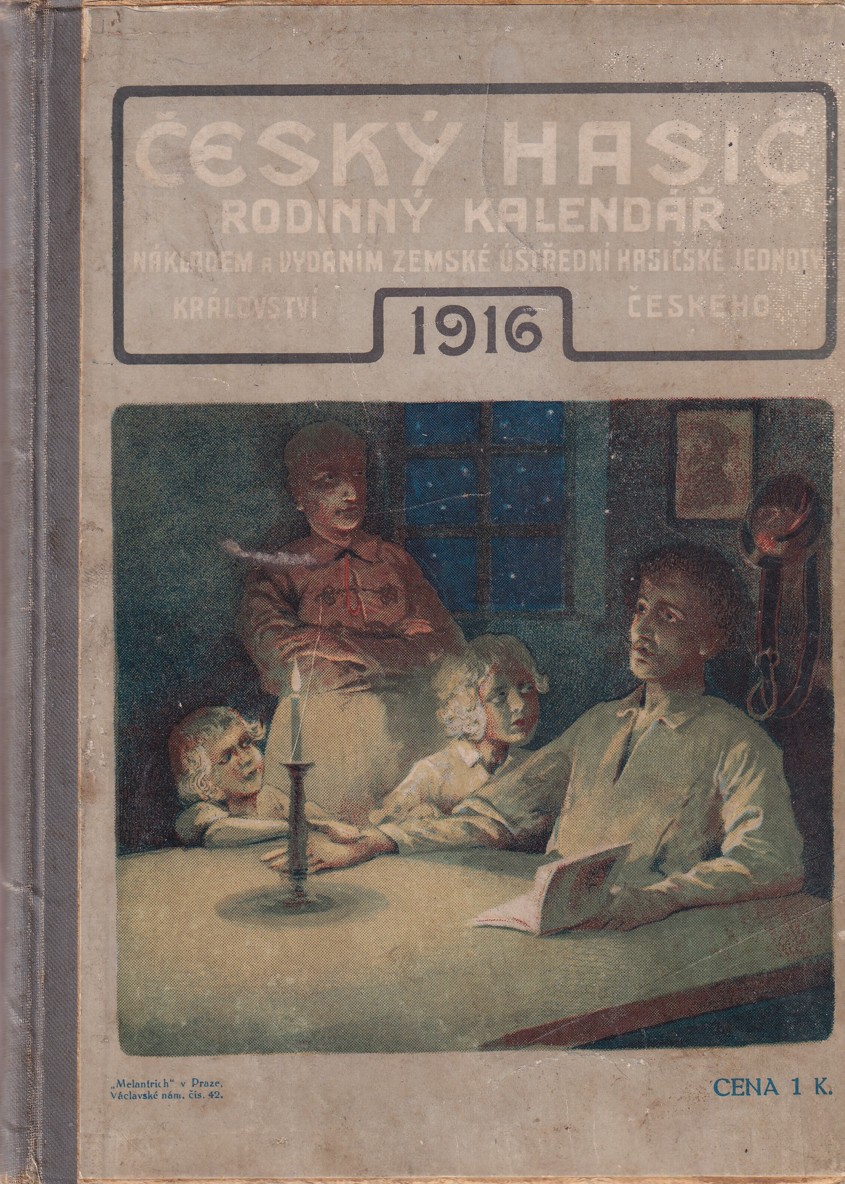 ČESKÝ HASIČ
RODINNÝ KALENDÁŘ
NÁKLADEM A VYDÁNÍM ZEMSKÉ ÚSTŘEDNÍ HASIČSKÉ JEDNOTY
KRÁLOVSTVÍ ČESKÉHO
1916
„Melantrich" v Praze,
Václavské nám. čís. 42.
CENA 1 K.